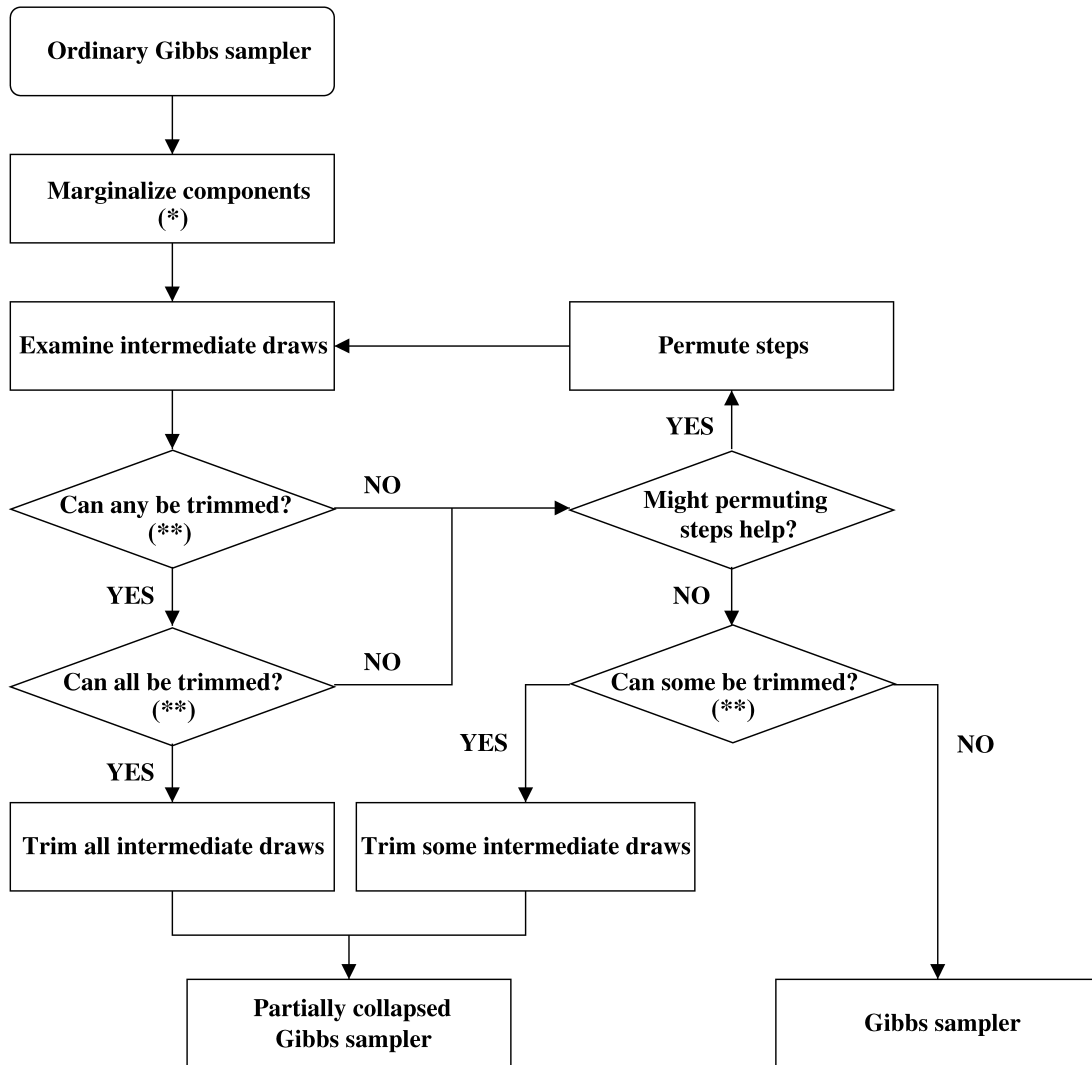 Ordinary Gibbs sampler
Marginalize components
(*)
Examine intermediate draws
Permute steps
YES
Can any be trimmed?
(**)
NO
Might permuting
steps help?
YES
NO
Can all be trimmed?
(**)
NO
Can some be trimmed?
(**)
YES
YES
NO
Trim all intermediate draws
Trim some intermediate draws
Partially collapsed
Gibbs sampler
Gibbs sampler